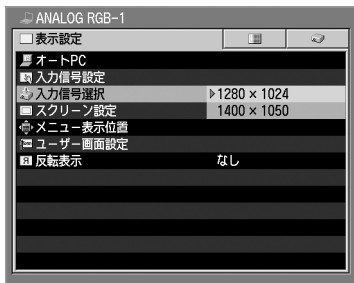 ANALOG RGB-1
表示設定
オートPC
入力信号設定
入力信号選択 1280 × 1024
スクリーン設定 1400 × 1050
メニュー表示位置
ユーザー画面設定
反転表示 なし